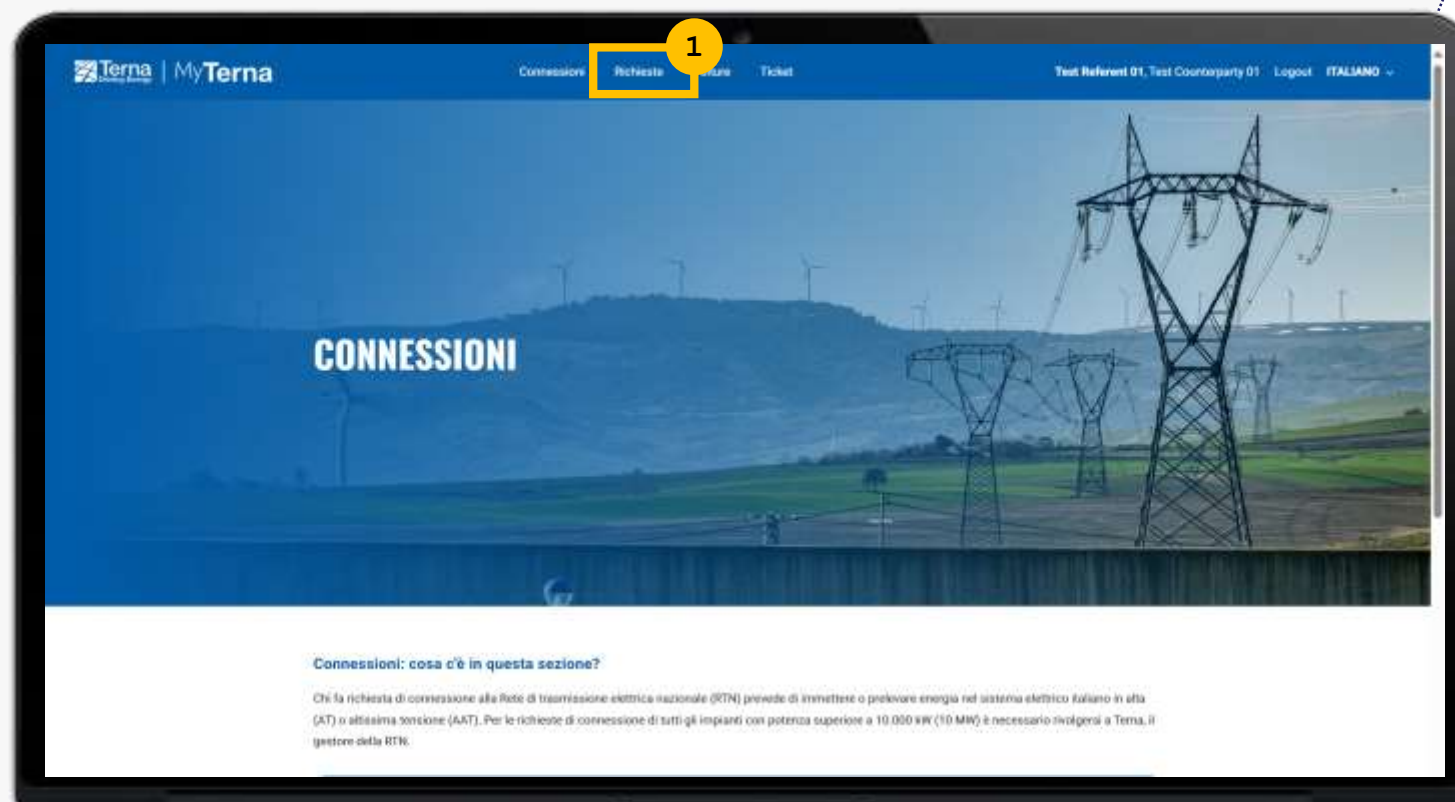 Terna | MyTerna
Driving Energy
Connessioni
Richieste
1
Ticket
Test Referent 01, Test Counterparty 01
Logout
ITALIANO
CONNESSIONI
Connessioni: cosa c'è in questa sezione?
Chi fa richiesta di connessione alla Rete di trasmissione elettrica nazionale (RTN) prevede di immettere o prelevare energia nel sistema elettrico italiano in alta
(AT) o altissima tensione (AAT). Per le richieste di connessione di tutti gli impianti con potenza superiore a 10.000 kW (10 MW) è necessario rivolgersi a Terna, il
gestore della RTN.